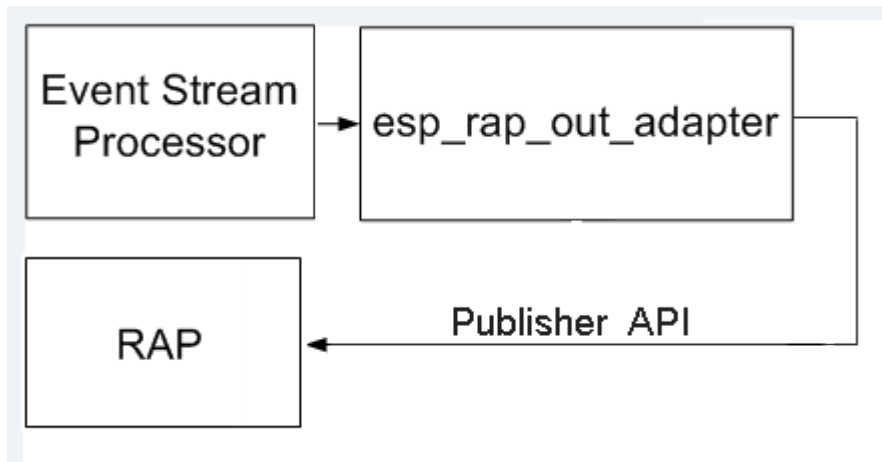 Event Stream
Processor
esp_rap_out_adapter
RAP
Publisher API